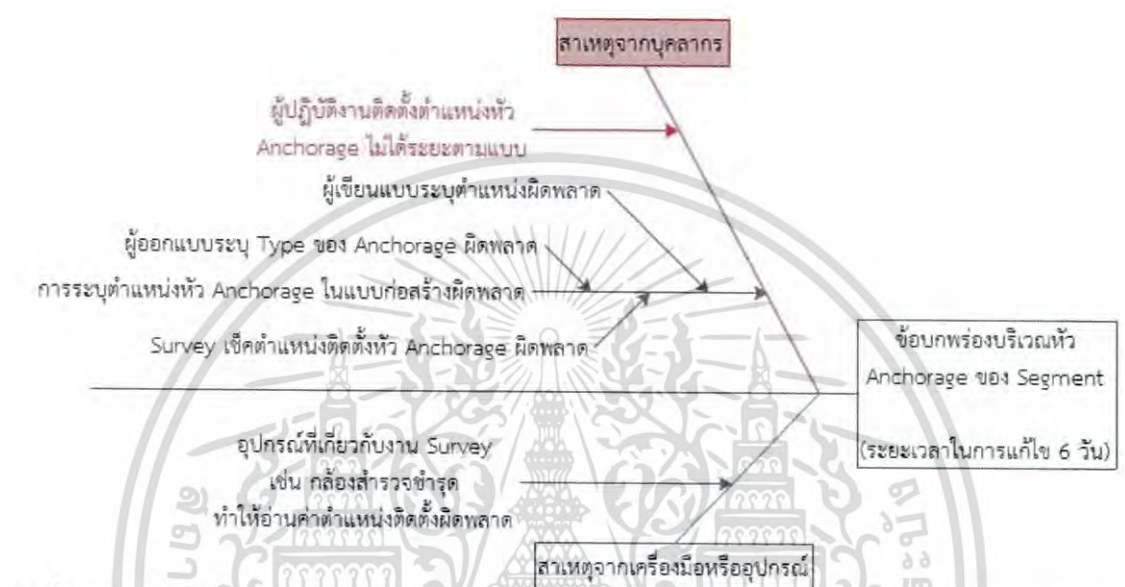 สาเหตุจากบุคลากร
ผู้ปฏิบัติงานติดตั้งตำแหน่งหัว
Anchorage ไม่ได้ระยะตามแบบ
ผู้เขียนแบบระบุตำแหน่งผิดพลาด
ผู้ออกแบบระบุ Type ของ Anchorage ผิดพลาด
การระบุตำแหน่งหัว Anchorage ในแบบก่อสร้างผิดพลาด
Survey เช็คตำแหน่งติดตั้งหัว Anchorage ผิดพลาด
ข้อบกพร่องบริเวณหัว
Anchorage ของ Segment
(ระยะเวลาในการแก้ไข 6 วัน)
อุปกรณ์ที่เกี่ยวกับงาน Survey
เช่น กล้องสำรวจชำรุด
ทำให้อ่านค่าตำแหน่งติดตั้งผิดพลาด
สาเหตุจากเครื่องมือหรืออุปกรณ์